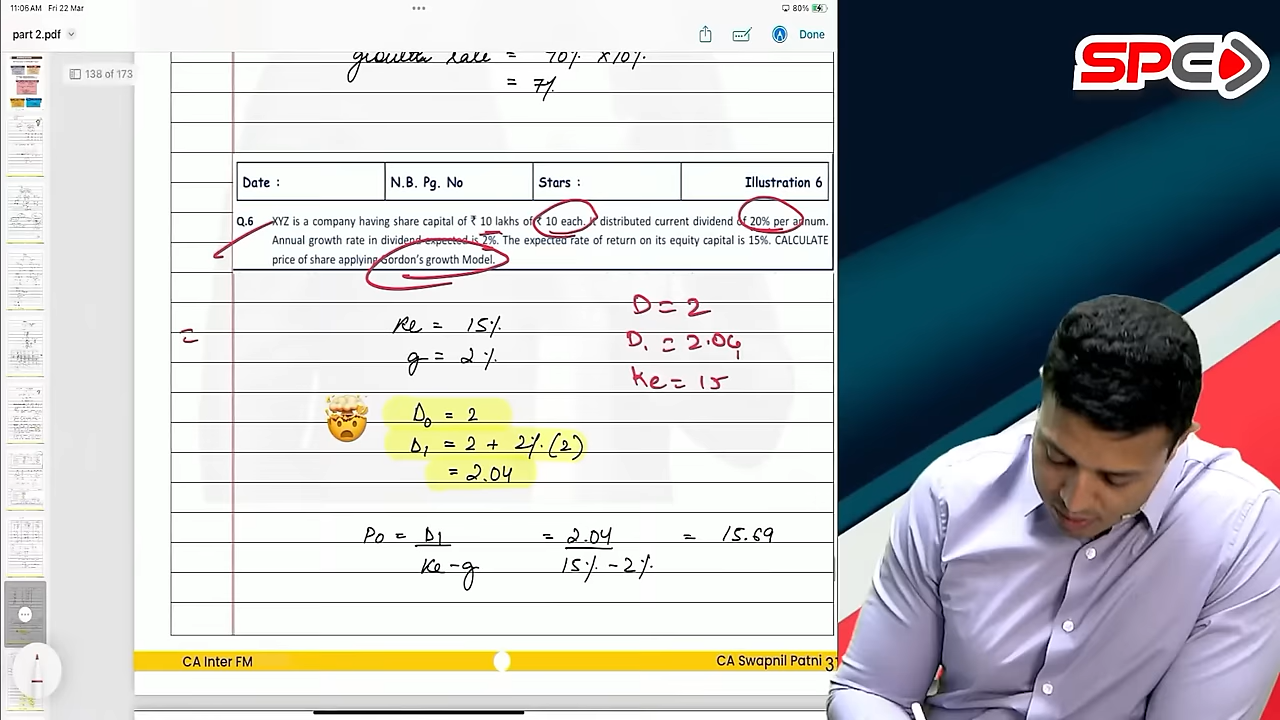 11:06 AM Fri 22 Mar
80%
part 2.pdf
Done
138 of 173
SPC
growth rate = 70% × 10%
= 7%
Date :
N.B. Pg. No
Stars :
Illustration 6
Q.6 XYZ is a company having share capital of ₹ 10 lakhs of ₹ 10 each. It distributed current dividend of 20% per annum.
Annual growth rate in dividend expected is 2%. The expected rate of return on its equity capital is 15%. CALCULATE
price of share applying Gordon's growth Model.
Ke = 15%
g = 2%
D = 2
D1 = 2.04
Ke = 15
D0 = 2
D1 = 2 + 2% (2)
= 2.04
P0 = D1 = 2.04 = 15.69
Ke - g 15% - 2%
CA Inter FM
CA Swapnil Patni